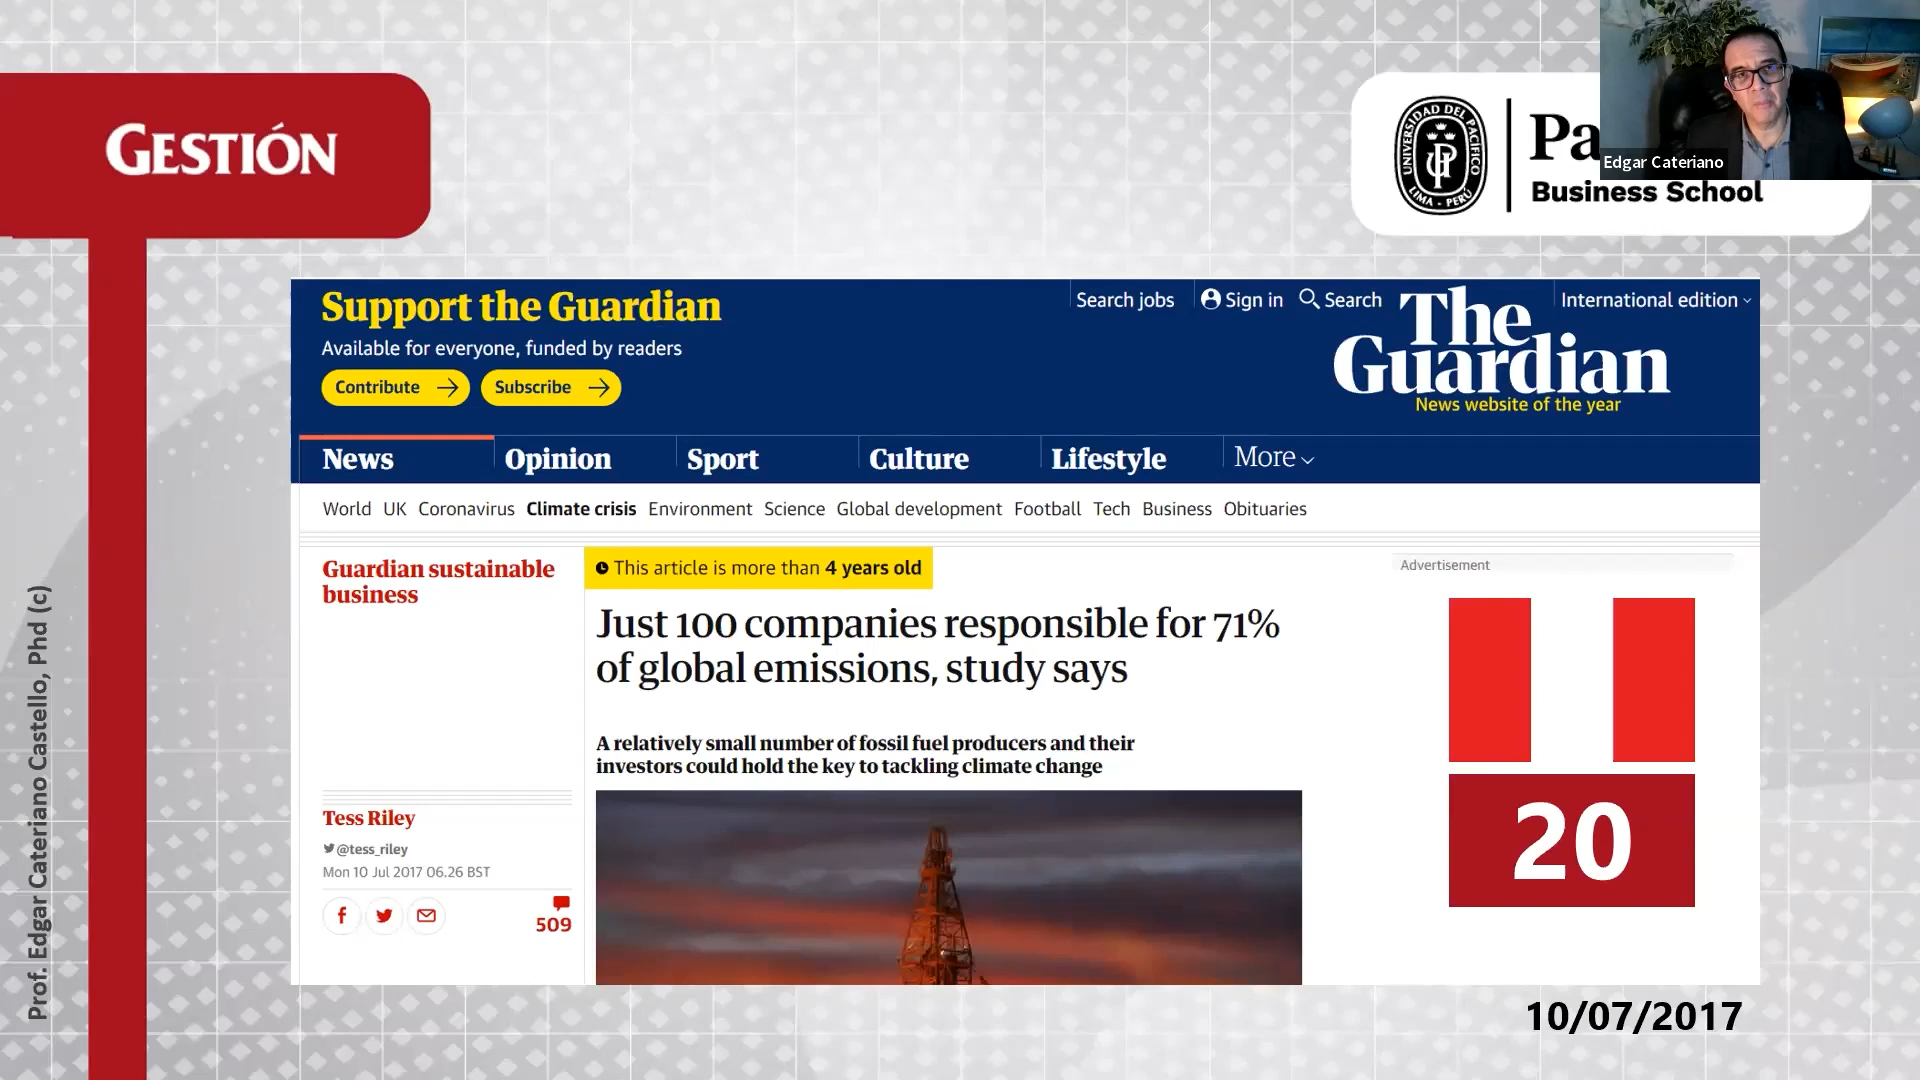 GESTIÓN
UNIVERSIDAD DEL PACÍFICO
LIMA - PERÚ
Pa
Business School
Edgar Cateriano
Support the Guardian
Available for everyone, funded by readers
Contribute
Subscribe
Search jobs
Sign in
Search
International edition
The
Guardian
News website of the year
News
Opinion
Sport
Culture
Lifestyle
More
World UK Coronavirus Climate crisis Environment Science Global development Football Tech Business Obituaries
Guardian sustainable
business
This article is more than 4 years old
Advertisement
Just 100 companies responsible for 71%
of global emissions, study says
A relatively small number of fossil fuel producers and their
investors could hold the key to tackling climate change
Tess Riley
@tess_riley
Mon 10 Jul 2017 06.26 BST
509
20
10/07/2017
Prof. Edgar Cateriano Castello, Phd (c)